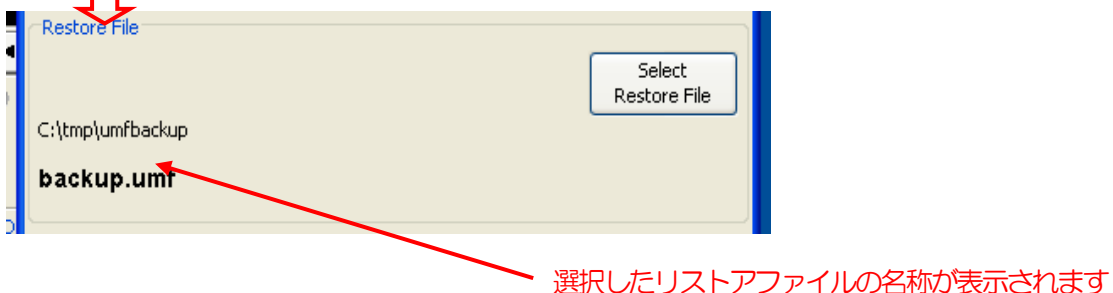 Restore File
Select
Restore File
C:\tmp\umfbackup
backup.umf
選択したリストアファイルの名称が表示されます